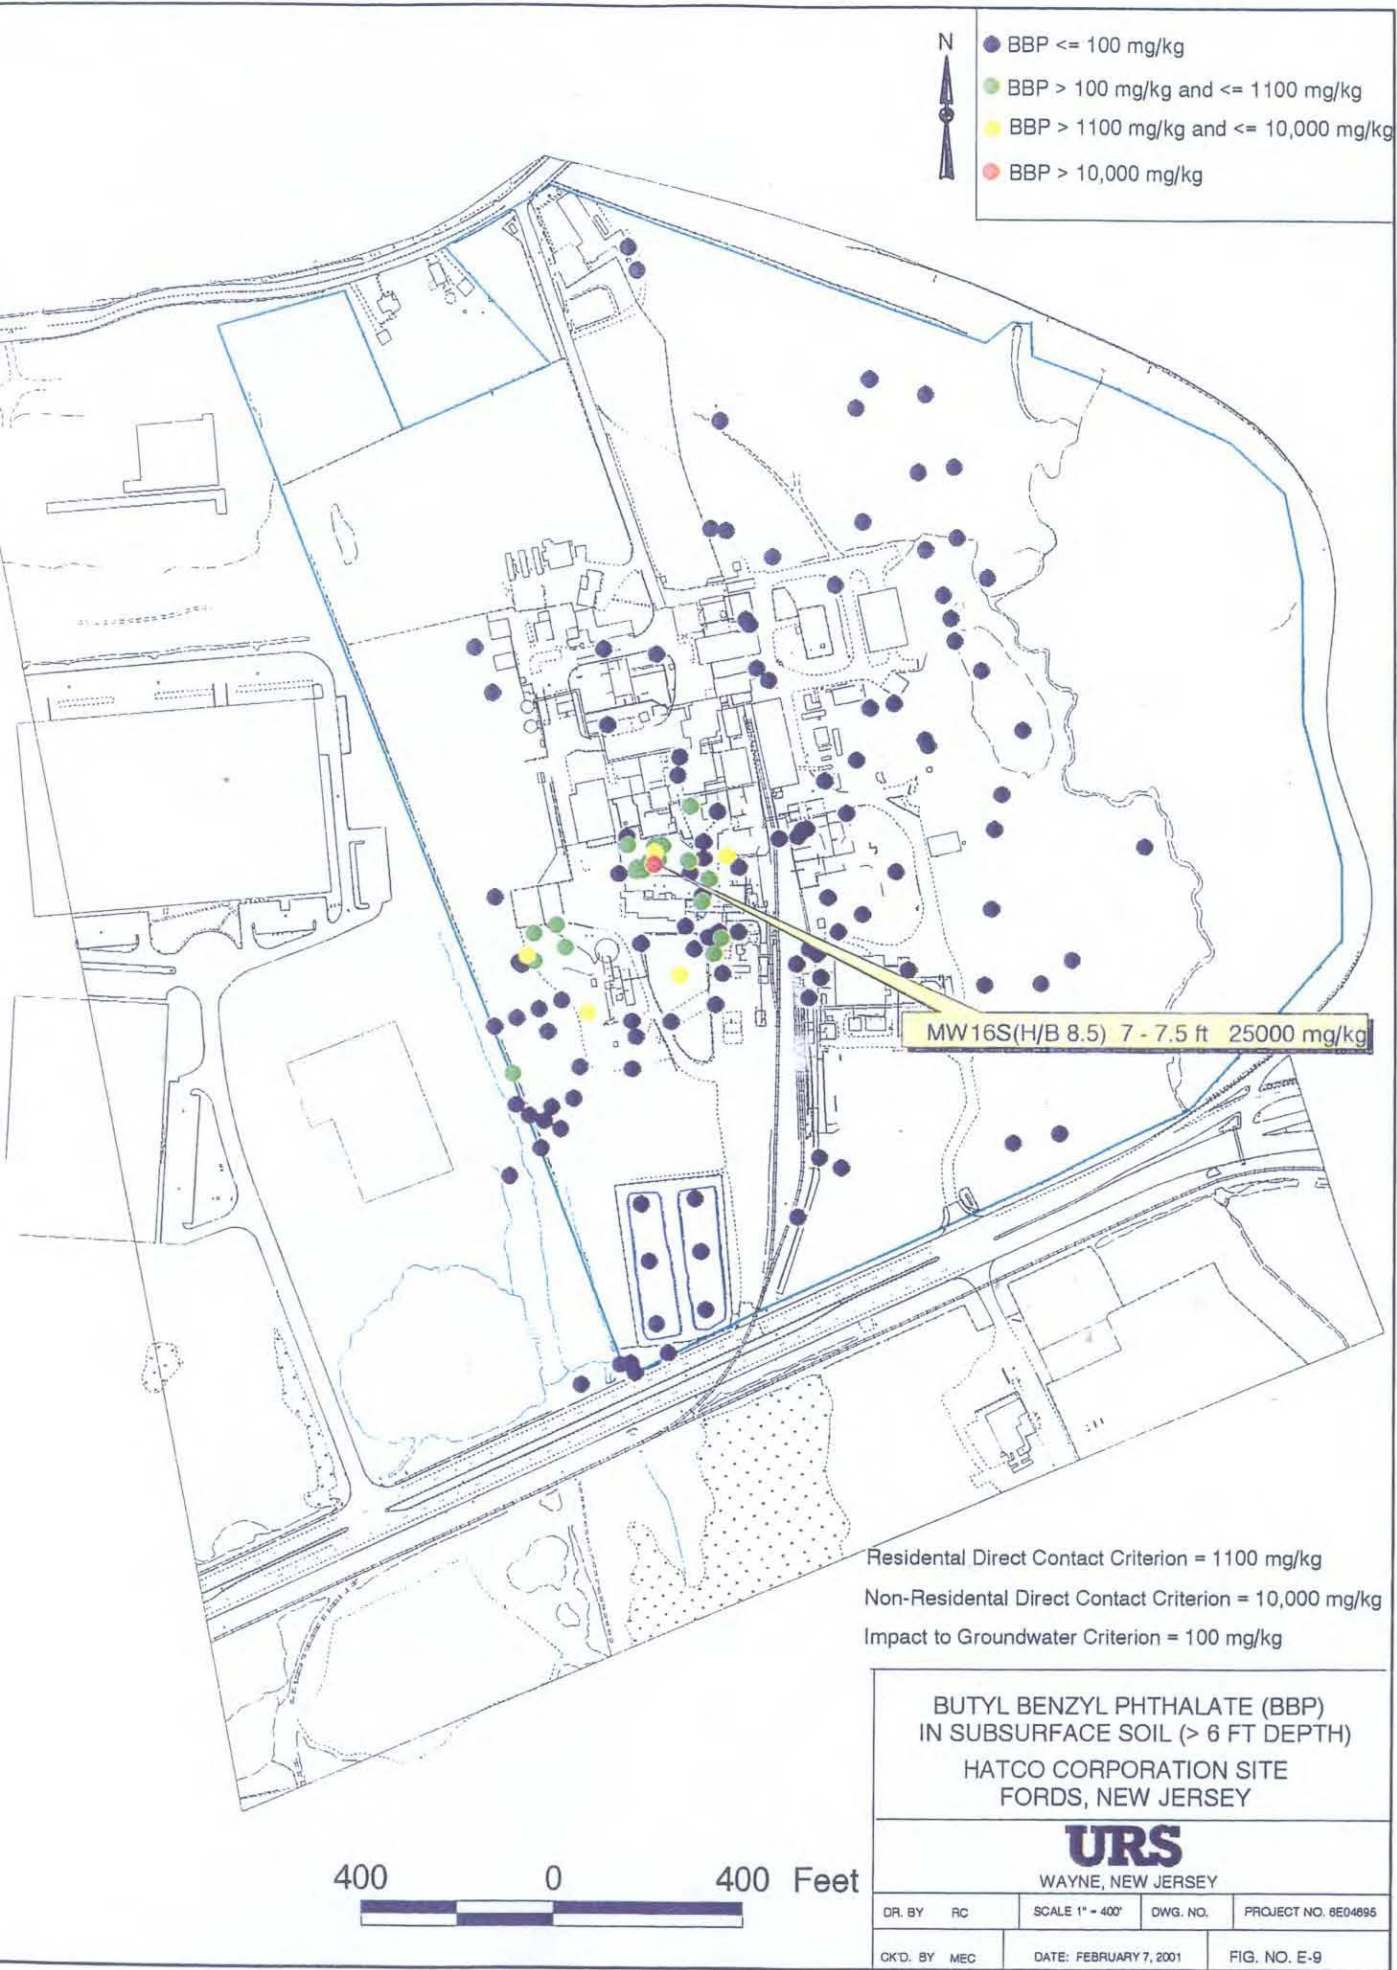 N
BBP <= 100 mg/kg
BBP > 100 mg/kg and <= 1100 mg/kg
BBP > 1100 mg/kg and <= 10,000 mg/kg
BBP > 10,000 mg/kg
MW16S(H/B 8.5) 7 - 7.5 ft 25000 mg/kg
Residental Direct Contact Criterion = 1100 mg/kg
Non-Residental Direct Contact Criterion = 10,000 mg/kg
Impact to Groundwater Criterion = 100 mg/kg
BUTYL BENZYL PHTHALATE (BBP)
IN SUBSURFACE SOIL (> 6 FT DEPTH)
HATCO CORPORATION SITE
FORDS, NEW JERSEY
URS
WAYNE, NEW JERSEY
400 0 400 Feet
DR. BY RC SCALE 1" = 400' DWG. NO. PROJECT NO. 6E04695
CK'D. BY MEC DATE: FEBRUARY 7, 2001 FIG. NO. E-9